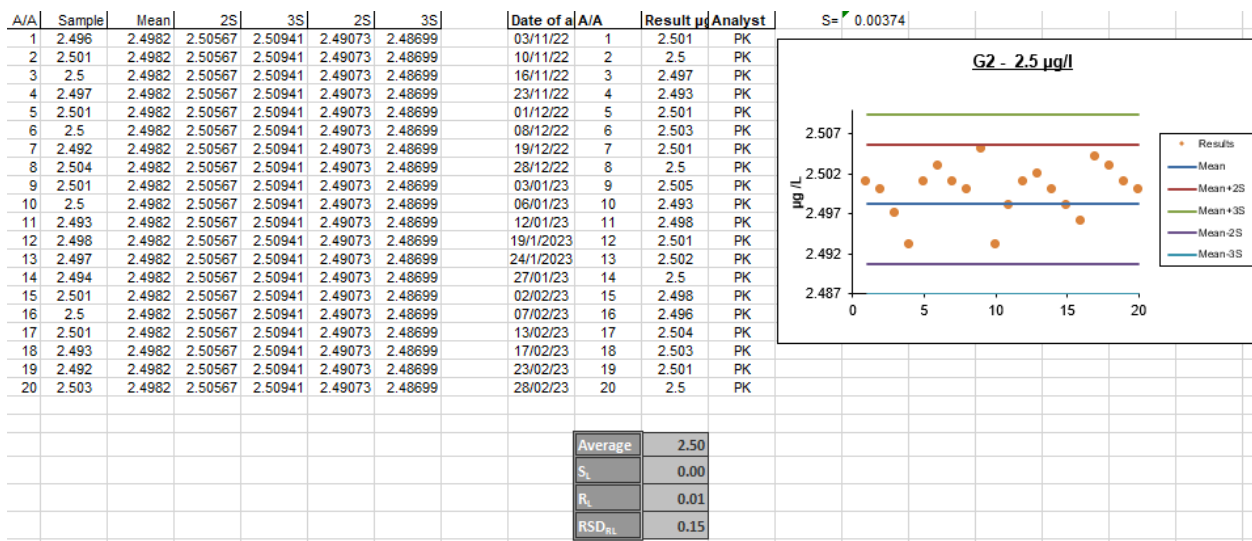 A/A Sample Mean 2S 3S 2S 3S Date of a A/A Result µg Analyst S= 0.00374
1 2.496 2.4982 2.50567 2.50941 2.49073 2.48699 03/11/22 1 2.501 PK
2 2.501 2.4982 2.50567 2.50941 2.49073 2.48699 10/11/22 2 2.5 PK
3 2.5 2.4982 2.50567 2.50941 2.49073 2.48699 16/11/22 3 2.497 PK
4 2.497 2.4982 2.50567 2.50941 2.49073 2.48699 23/11/22 4 2.493 PK
5 2.501 2.4982 2.50567 2.50941 2.49073 2.48699 01/12/22 5 2.501 PK
6 2.5 2.4982 2.50567 2.50941 2.49073 2.48699 08/12/22 6 2.503 PK
7 2.492 2.4982 2.50567 2.50941 2.49073 2.48699 19/12/22 7 2.501 PK
8 2.504 2.4982 2.50567 2.50941 2.49073 2.48699 28/12/22 8 2.5 PK
9 2.501 2.4982 2.50567 2.50941 2.49073 2.48699 03/01/23 9 2.505 PK
10 2.5 2.4982 2.50567 2.50941 2.49073 2.48699 06/01/23 10 2.493 PK
11 2.493 2.4982 2.50567 2.50941 2.49073 2.48699 12/01/23 11 2.498 PK
12 2.498 2.4982 2.50567 2.50941 2.49073 2.48699 19/1/2023 12 2.501 PK
13 2.497 2.4982 2.50567 2.50941 2.49073 2.48699 24/1/2023 13 2.502 PK
14 2.494 2.4982 2.50567 2.50941 2.49073 2.48699 27/01/23 14 2.5 PK
15 2.501 2.4982 2.50567 2.50941 2.49073 2.48699 02/02/23 15 2.498 PK
16 2.5 2.4982 2.50567 2.50941 2.49073 2.48699 07/02/23 16 2.496 PK
17 2.501 2.4982 2.50567 2.50941 2.49073 2.48699 13/02/23 17 2.504 PK
18 2.493 2.4982 2.50567 2.50941 2.49073 2.48699 17/02/23 18 2.503 PK
19 2.492 2.4982 2.50567 2.50941 2.49073 2.48699 23/02/23 19 2.501 PK
20 2.503 2.4982 2.50567 2.50941 2.49073 2.48699 28/02/23 20 2.5 PK
G2 - 2.5 µg/l
µg /L
2.507
2.502
2.497
2.492
2.487
0 5 10 15 20
Results
Mean
Mean+2S
Mean+3S
Mean-2S
Mean-3S
Average 2.50
SL 0.00
RL 0.01
RSDRL 0.15